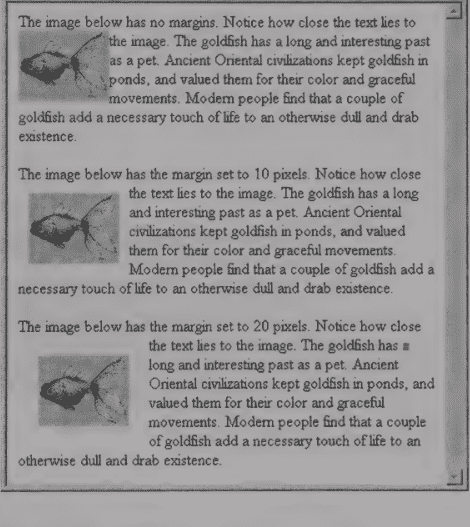 The image below has no margins. Notice how close the text lies to
the image. The goldfish has a long and interesting past
as a pet. Ancient Oriental civilizations kept goldfish in
ponds, and valued them for their color and graceful
movements. Modern people find that a couple of
goldfish add a necessary touch of life to an otherwise dull and drab
existence.
The image below has the margin set to 10 pixels. Notice how close
the text lies to the image. The goldfish has a long
and interesting past as a pet. Ancient Oriental
civilizations kept goldfish in ponds, and valued
them for their color and graceful movements.
Modern people find that a couple of goldfish add a
necessary touch of life to an otherwise dull and drab existence.
The image below has the margin set to 20 pixels. Notice how close
the text lies to the image. The goldfish has a
long and interesting past as a pet. Ancient
Oriental civilizations kept goldfish in ponds, and
valued them for their color and graceful
movements. Modern people find that a couple
of goldfish add a necessary touch of life to an
otherwise dull and drab existence.